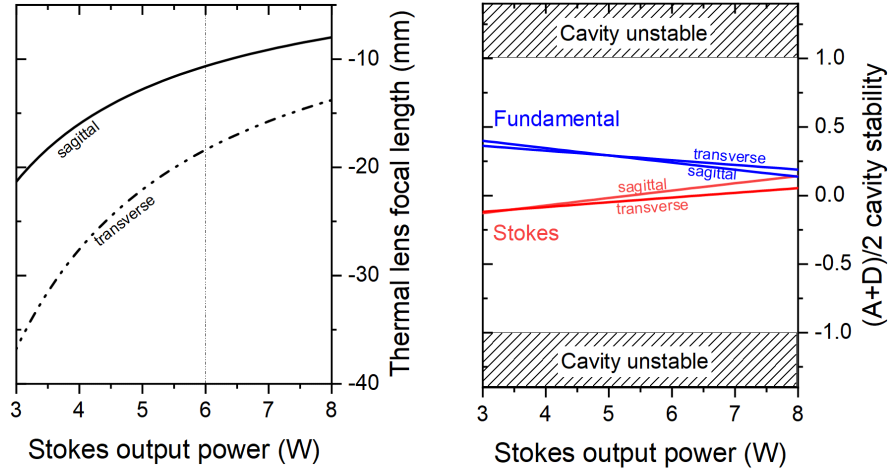 -10
-20
-30
-40
Thermal lens focal length (mm)
sagittal
transverse
3 4 5 6 7 8
Stokes output power (W)
Cavity unstable
1.0
0.5
0.0
-0.5
-1.0
(A+D)/2 cavity stability
Fundamental
transverse
sagittal
sagittal
transverse
Stokes
Cavity unstable
3 4 5 6 7 8
Stokes output power (W)